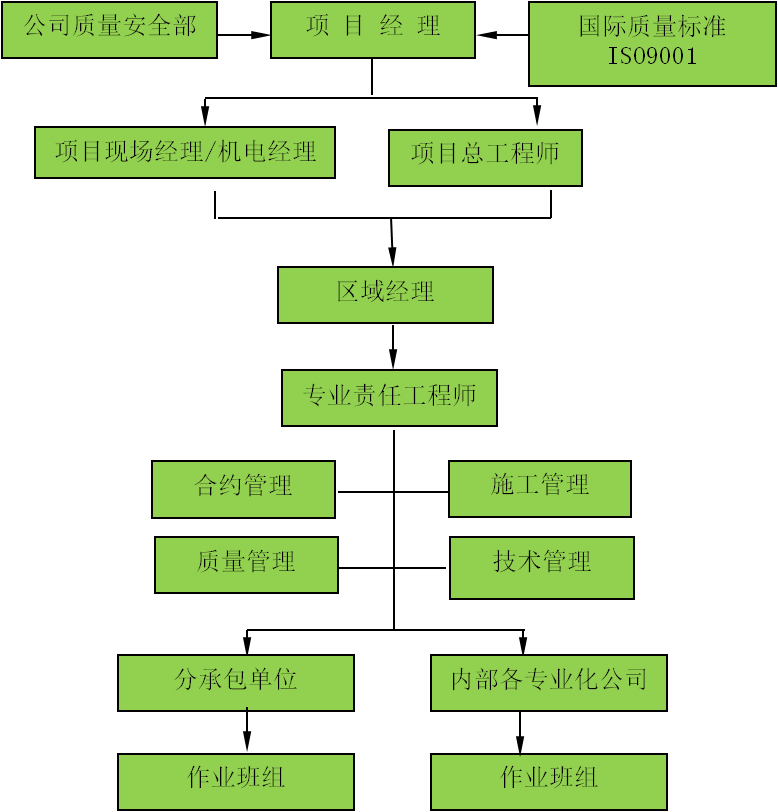 公司质量安全部
项 目 经 理
国际质量标准
ISO9001
项目现场经理/机电经理
项目总工程师
区域经理
专业责任工程师
合约管理
施工管理
质量管理
技术管理
分承包单位
内部各专业化公司
作业班组
作业班组